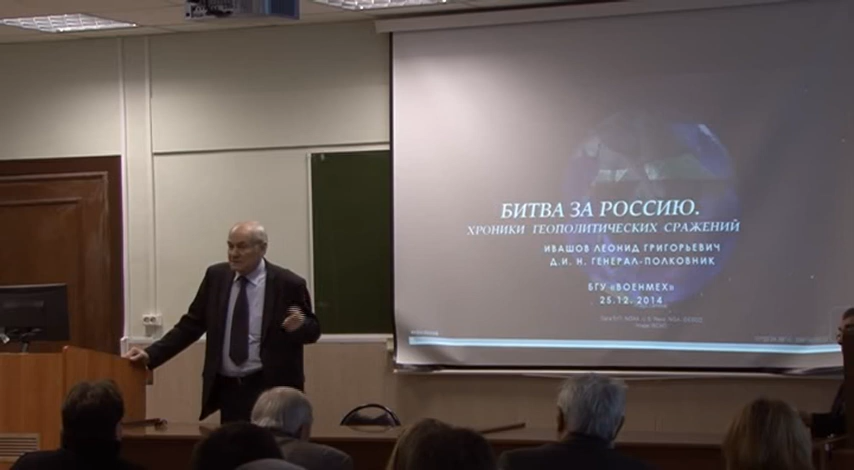 БИТВА ЗА РОССИЮ.
ХРОНИКИ ГЕОПОЛИТИЧЕСКИХ СРАЖЕНИЙ
ИВАШОВ ЛЕОНИД ГРИГОРЬЕВИЧ
Д.И. Н. ГЕНЕРАЛ-ПОЛКОВНИК
БГУ «ВОЕНМЕХ»
25.12. 2014